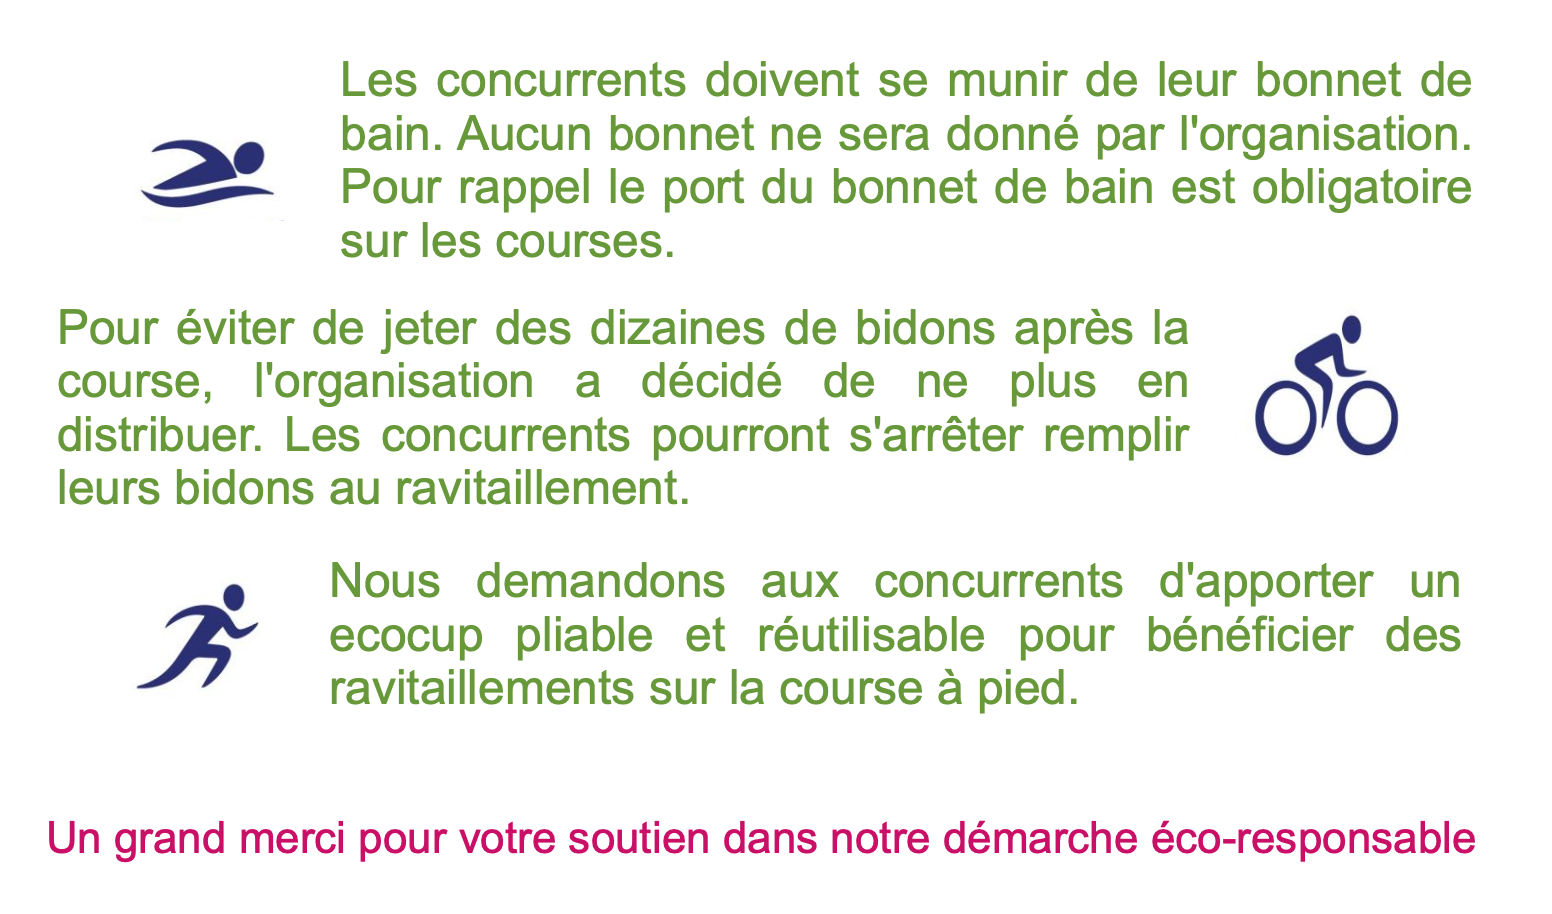 Les concurrents doivent se munir de leur bonnet de
bain. Aucun bonnet ne sera donné par l'organisation.
Pour rappel le port du bonnet de bain est obligatoire
sur les courses.
Pour éviter de jeter des dizaines de bidons après la
course, l'organisation a décidé de ne plus en
distribuer. Les concurrents pourront s'arrêter remplir
leurs bidons au ravitaillement.
Nous demandons aux concurrents d'apporter un
ecocup pliable et réutilisable pour bénéficier des
ravitaillements sur la course à pied.
Un grand merci pour votre soutien dans notre démarche éco-responsable